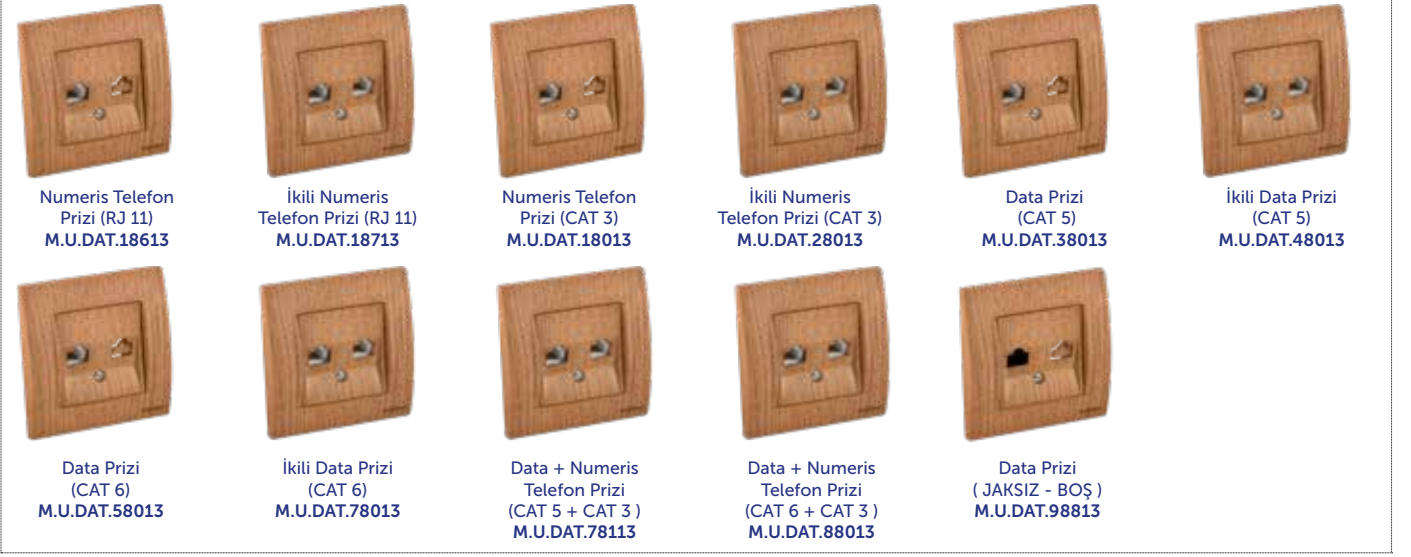 Numeris Telefon
Prizi (RJ 11)
M.U.DAT.18613
İkili Numeris
Telefon Prizi (RJ 11)
M.U.DAT.18713
Numeris Telefon
Prizi (CAT 3)
M.U.DAT.18013
İkili Numeris
Telefon Prizi (CAT 3)
M.U.DAT.28013
Data Prizi
(CAT 5)
M.U.DAT.38013
İkili Data Prizi
(CAT 5)
M.U.DAT.48013
Data Prizi
(CAT 6)
M.U.DAT.58013
İkili Data Prizi
(CAT 6)
M.U.DAT.78013
Data + Numeris
Telefon Prizi
(CAT 5 + CAT 3 )
M.U.DAT.78113
Data + Numeris
Telefon Prizi
(CAT 6 + CAT 3 )
M.U.DAT.88013
Data Prizi
( JAKSIZ - BOŞ )
M.U.DAT.98813